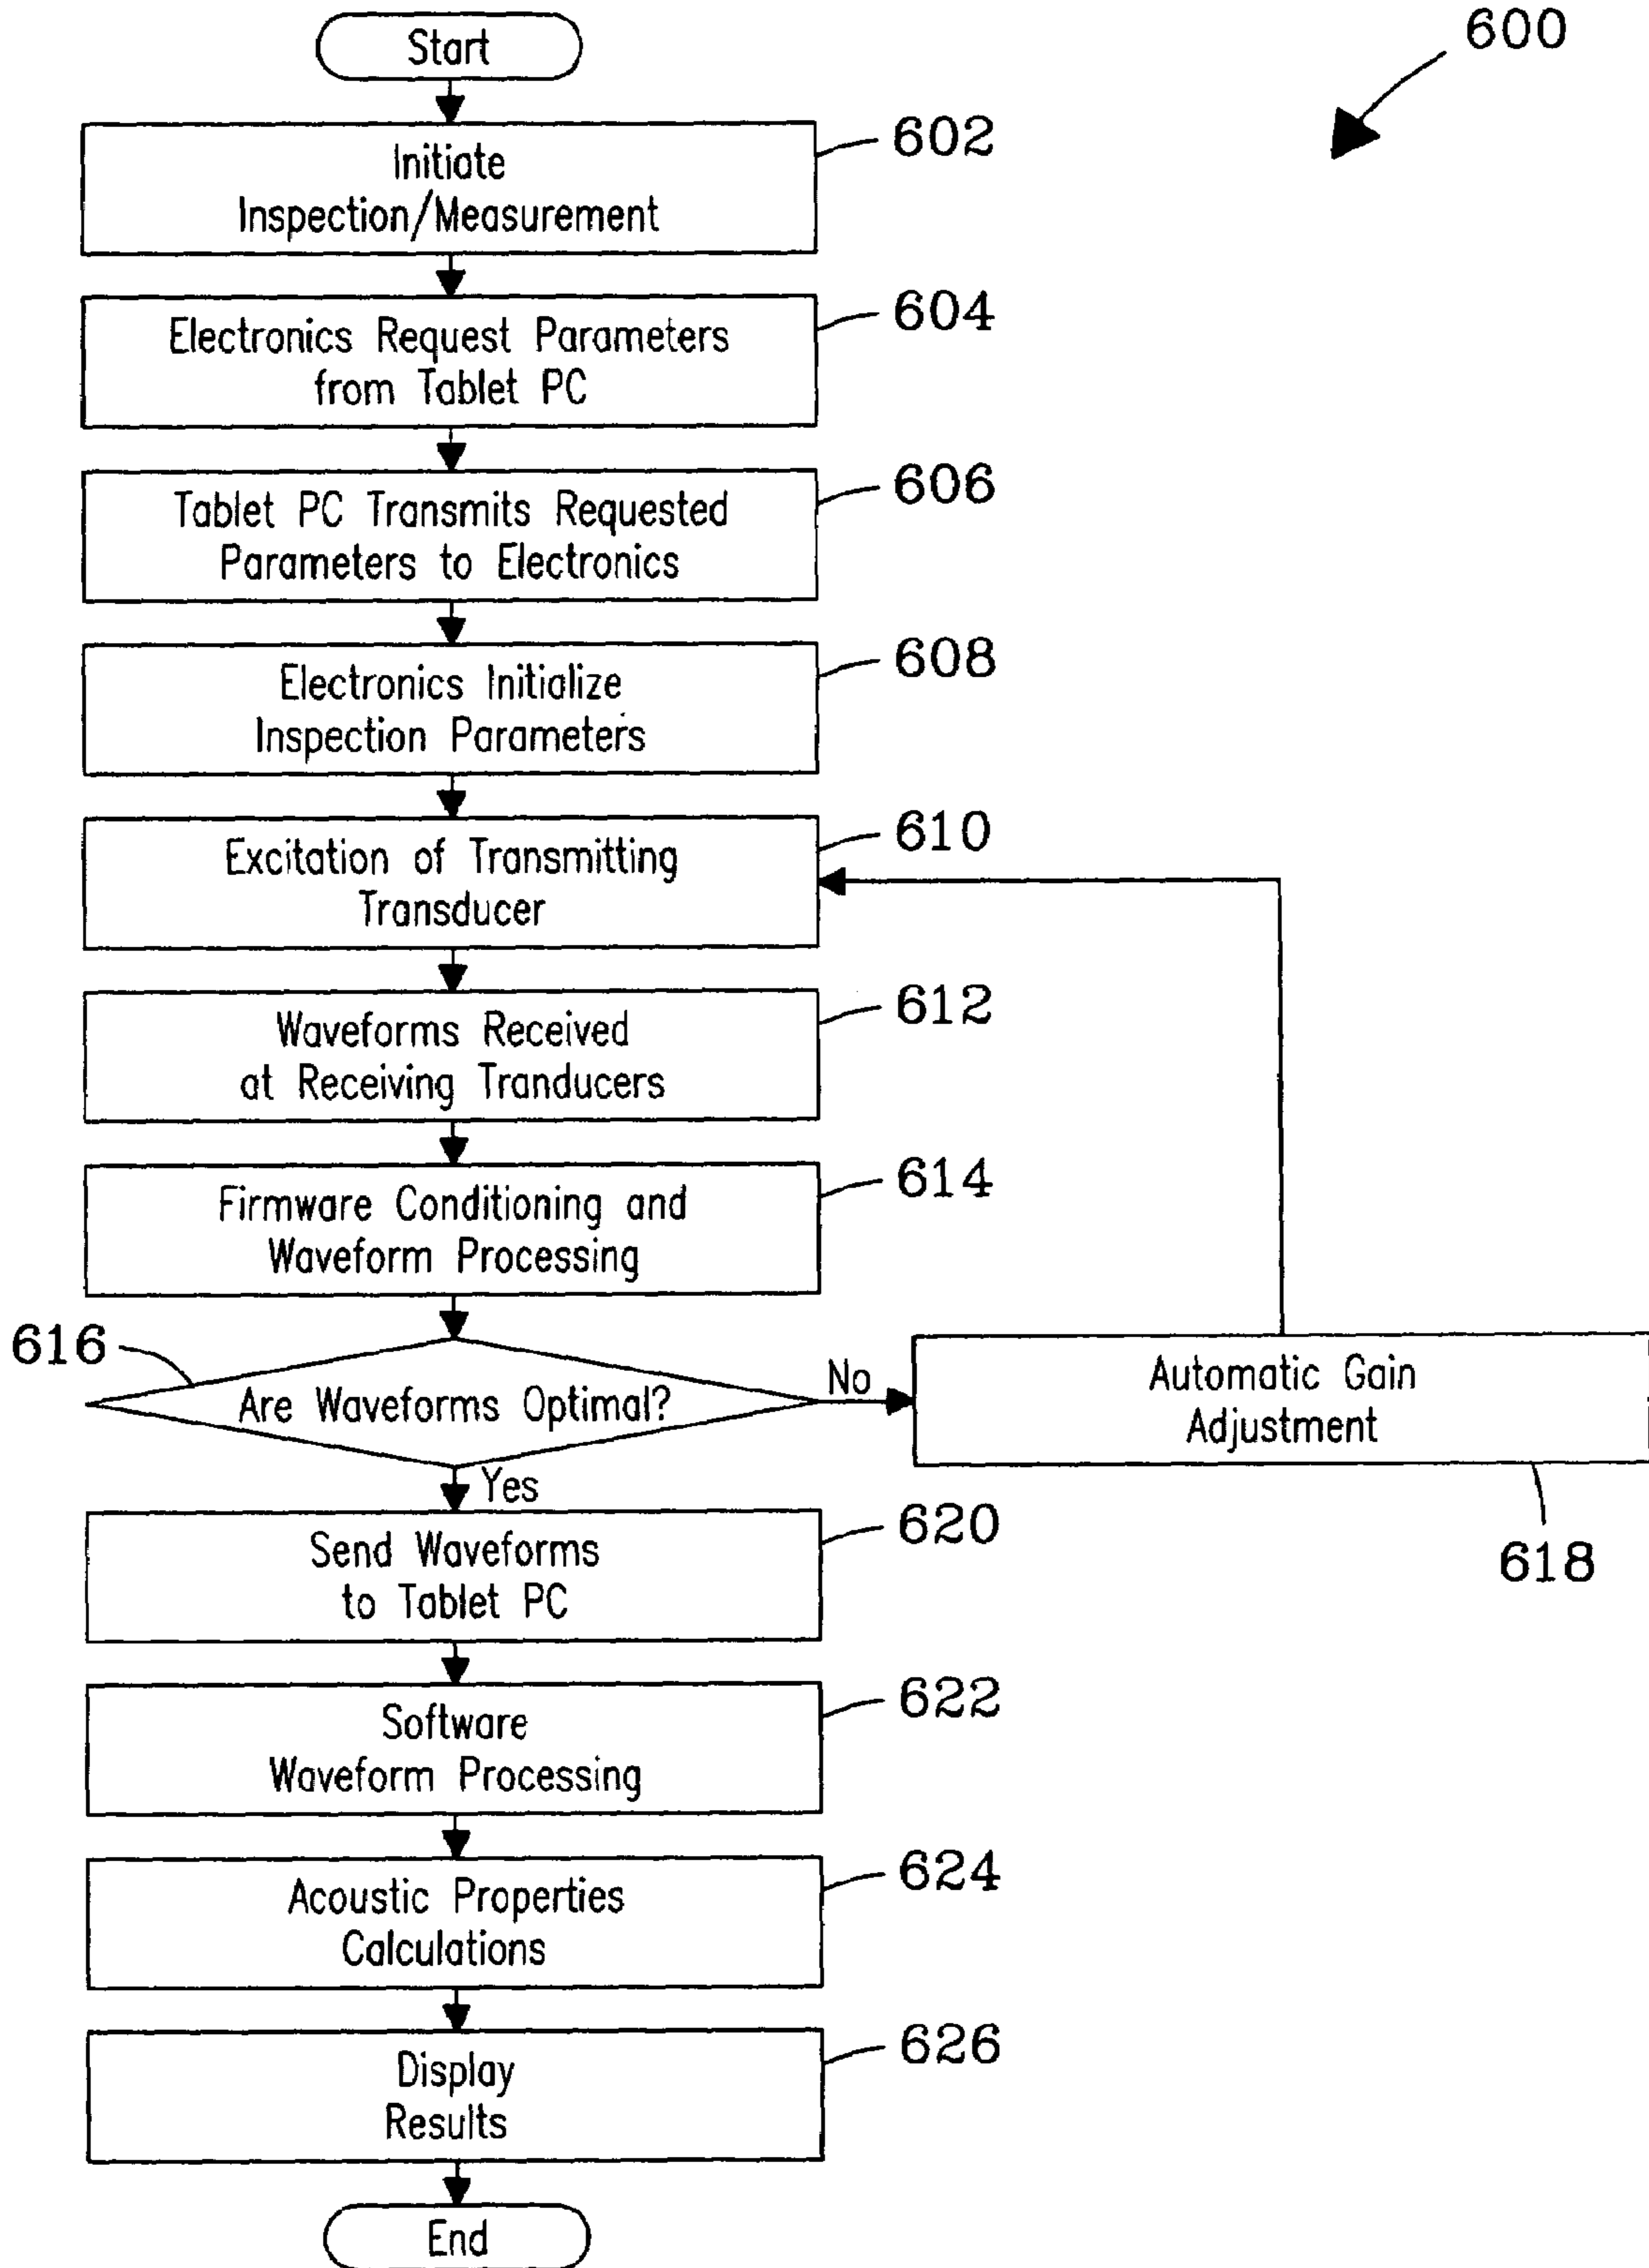 Start
600
Initiate
Inspection/Measurement
602
Electronics Request Parameters
from Tablet PC
604
Tablet PC Transmits Requested
Parameters to Electronics
606
Electronics Initialize
Inspection Parameters
608
Excitation of Transmitting
Transducer
610
Waveforms Received
at Receiving Tranducers
612
Firmware Conditioning and
Waveform Processing
614
616
Are Waveforms Optimal?
No
Automatic Gain
Adjustment
618
Yes
Send Waveforms
to Tablet PC
620
Software
Waveform Processing
622
Acoustic Properties
Calculations
624
Display
Results
626
End